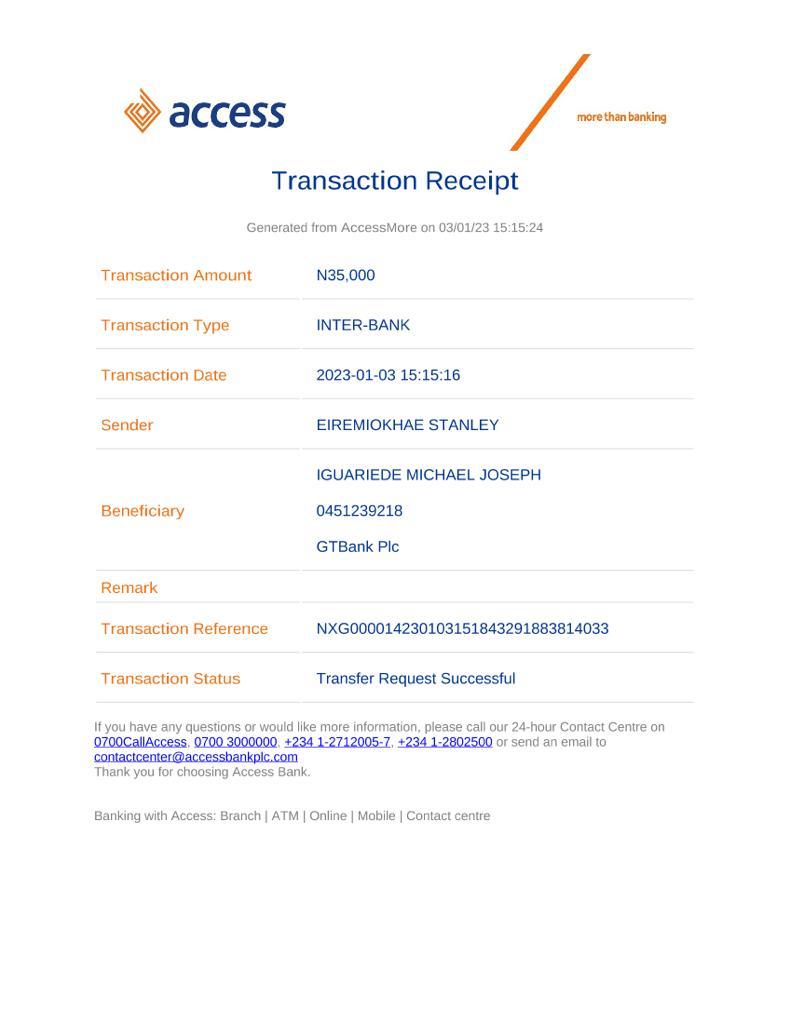 access
more than banking
Transaction Receipt
Generated from AccessMore on 03/01/23 15:15:24
Transaction Amount N35,000
Transaction Type INTER-BANK
Transaction Date 2023-01-03 15:15:16
Sender EIREMIOKHAE STANLEY
IGUARIEDE MICHAEL JOSEPH
Beneficiary 0451239218
GTBank Plc
Remark
Transaction Reference NXG000014230103151843291883814033
Transaction Status Transfer Request Successful
If you have any questions or would like more information, please call our 24-hour Contact Centre on
0700CallAccess, 0700 3000000, +234 1-2712005-7, +234 1-2802500 or send an email to
contactcenter@accessbankplc.com
Thank you for choosing Access Bank.
Banking with Access: Branch | ATM | Online | Mobile | Contact centre